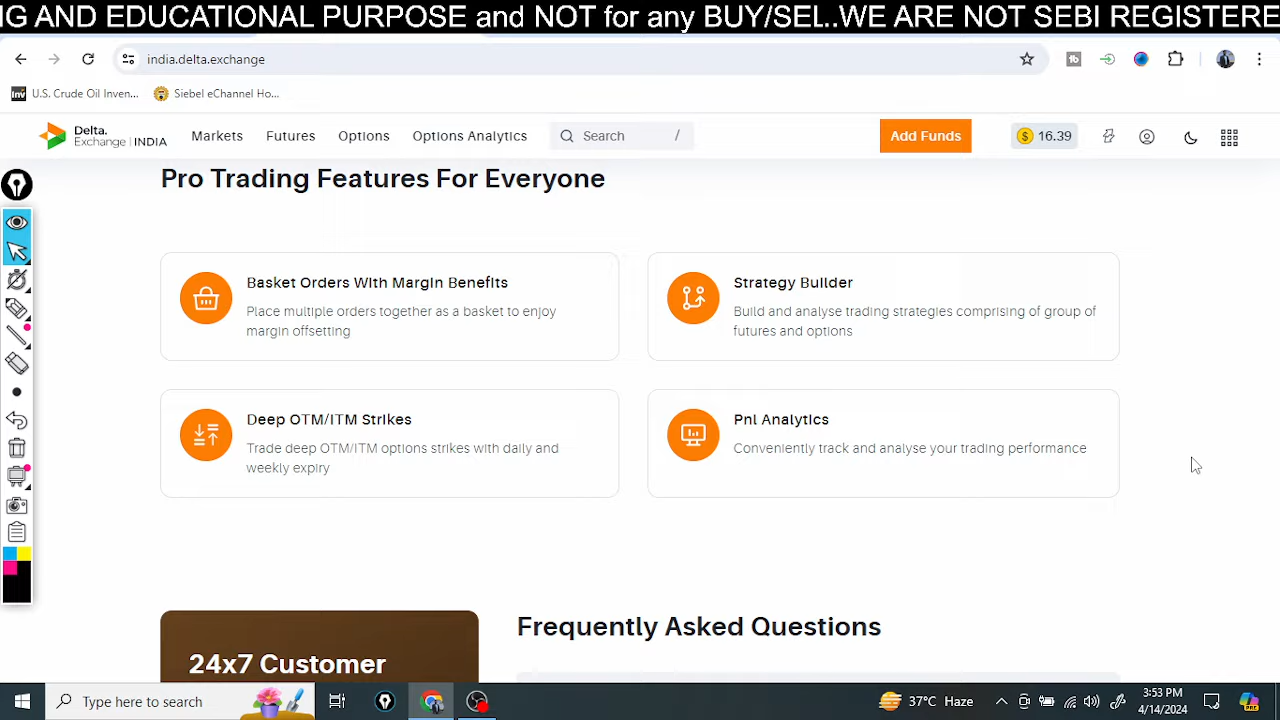 G AND EDUCATIONAL PURPOSE and NOT for any BUY/SEL..WE ARE NOT SEBI REGISTERE
india.delta.exchange
U.S. Crude Oil Inven...
Siebel eChannel Ho...
Delta.
Exchange INDIA
Markets
Futures
Options
Options Analytics
Search /
Add Funds
16.39
Pro Trading Features For Everyone
Basket Orders With Margin Benefits
Place multiple orders together as a basket to enjoy
margin offsetting
Strategy Builder
Build and analyse trading strategies comprising of group of
futures and options
Deep OTM/ITM Strikes
Trade deep OTM/ITM options strikes with daily and
weekly expiry
Pnl Analytics
Conveniently track and analyse your trading performance
24x7 Customer
Frequently Asked Questions
Type here to search
37°C Haze
3:53 PM
4/14/2024